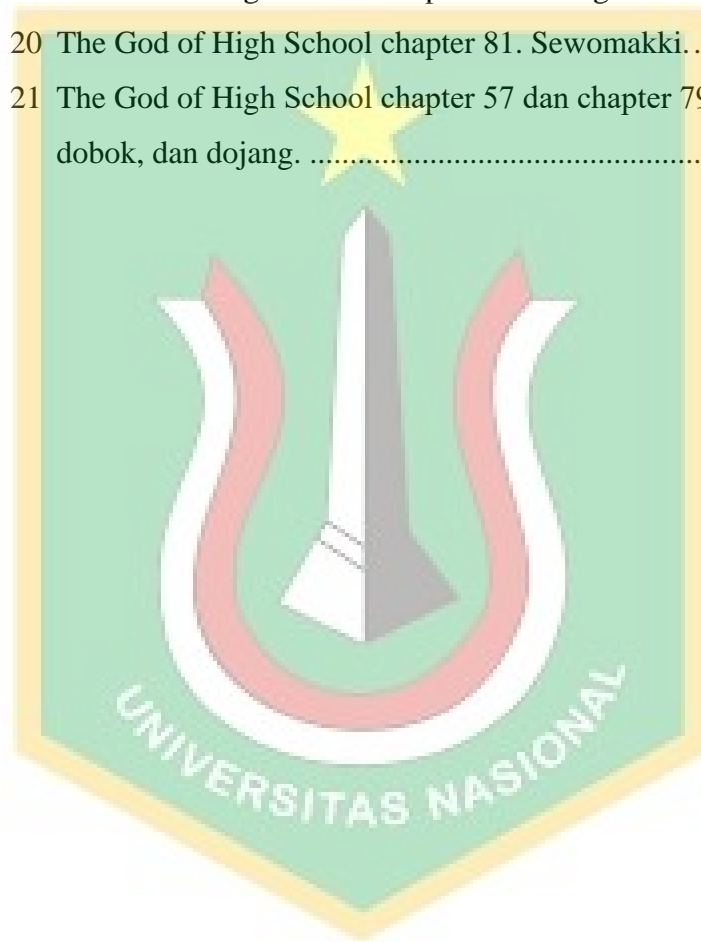 20 The God of High School chapter 81. Sewomakki. ..
21 The God of High School chapter 57 dan chapter 79
dobok, dan dojang. ..................................................
UNIVERSITAS NASIONAL